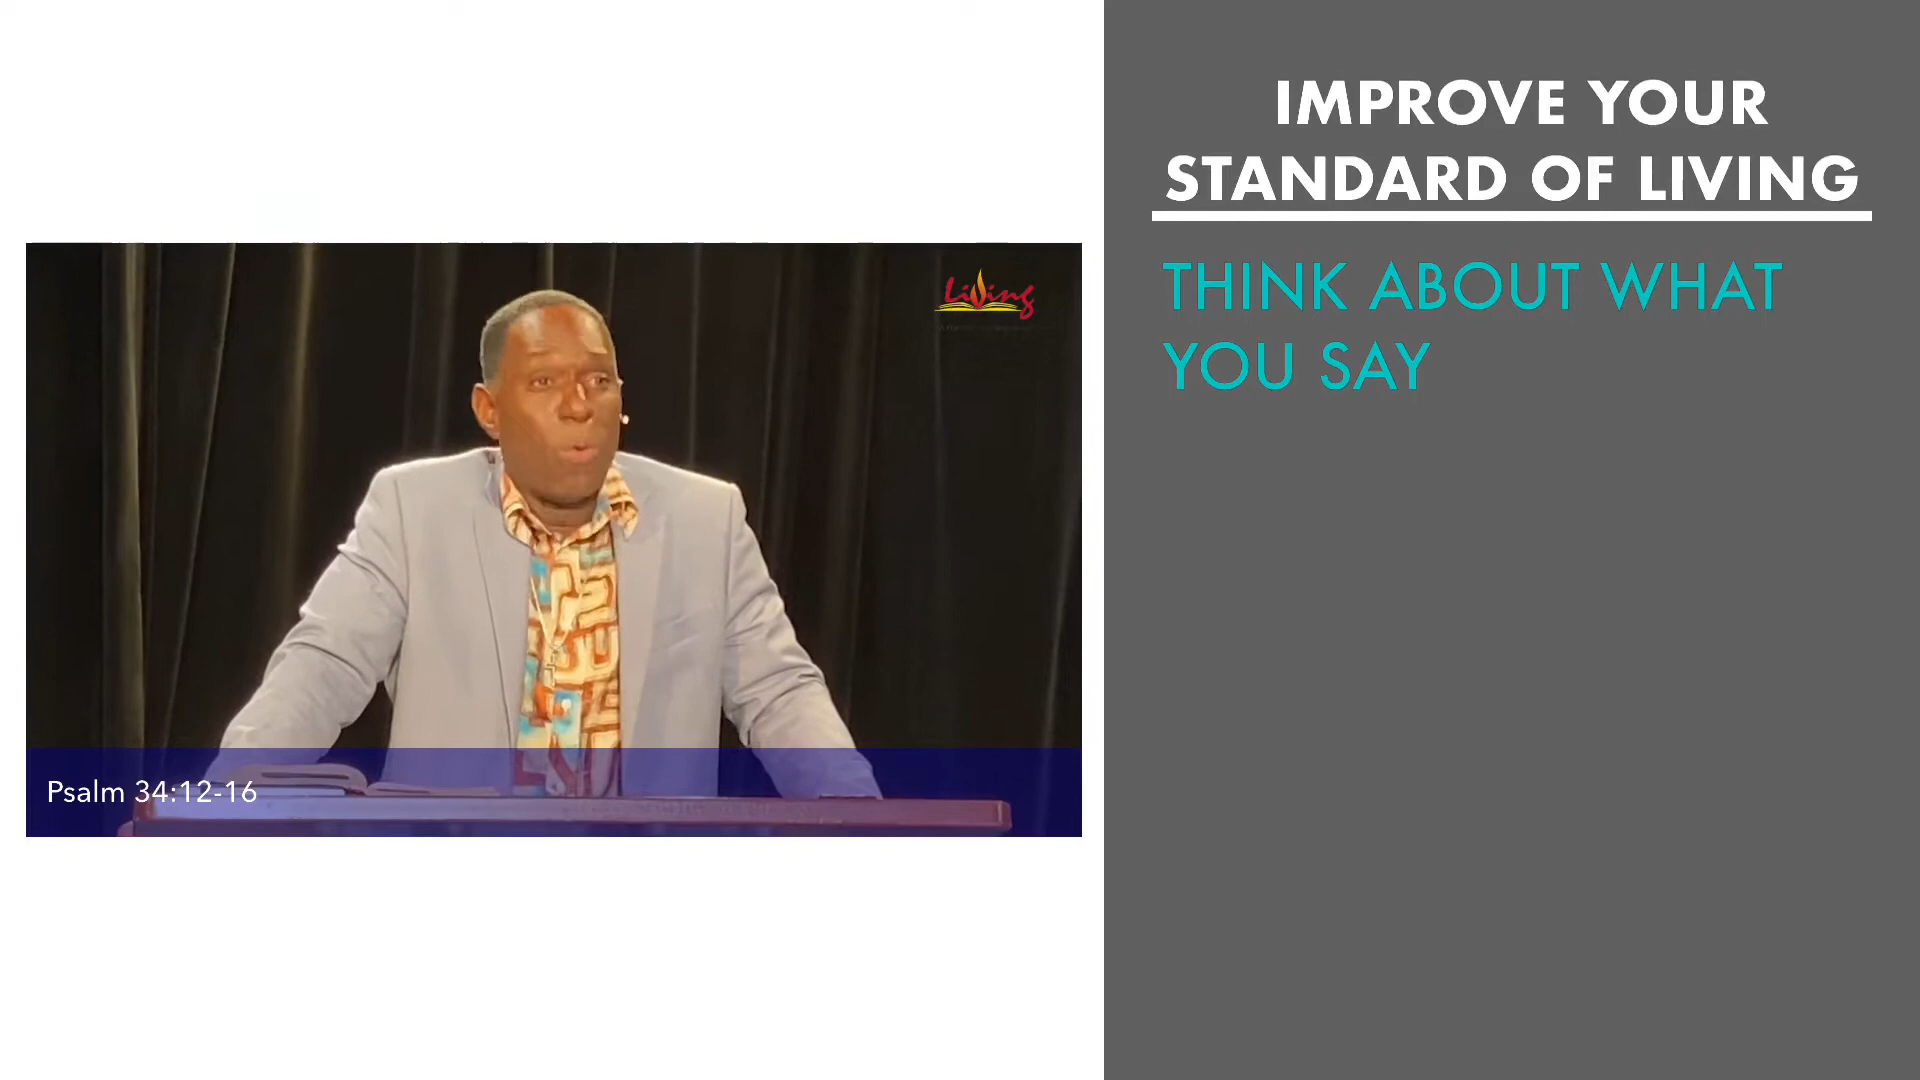 IMPROVE YOUR
STANDARD OF LIVING
THINK ABOUT WHAT
YOU SAY
Living
Psalm 34:12-16